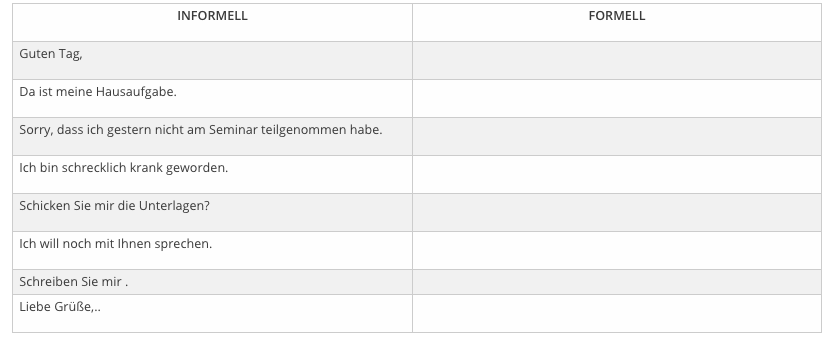 INFORMELL FORMELL
Guten Tag,
Da ist meine Hausaufgabe.
Sorry, dass ich gestern nicht am Seminar teilgenommen habe.
Ich bin schrecklich krank geworden.
Schicken Sie mir die Unterlagen?
Ich will noch mit Ihnen sprechen.
Schreiben Sie mir .
Liebe Grüße,..